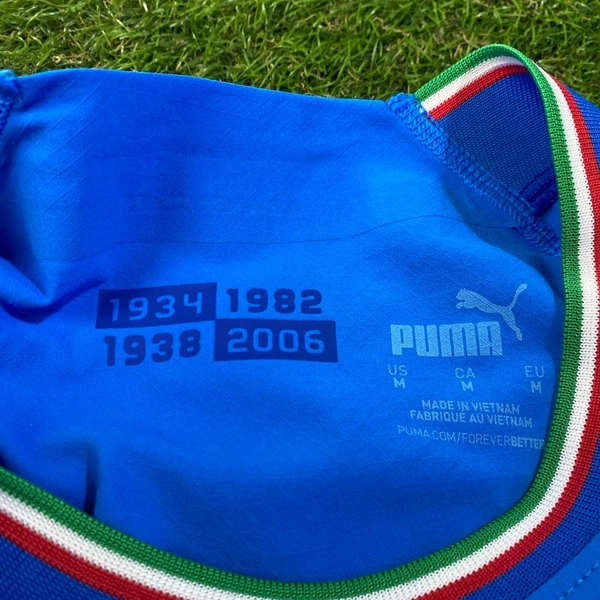 1934 1982
1938 2006
PUMA
US CA EU
M M M
MADE IN VIETNAM
FABRIQUÉ AU VIETNAM
PUMA.COM/FOREVERBETTER